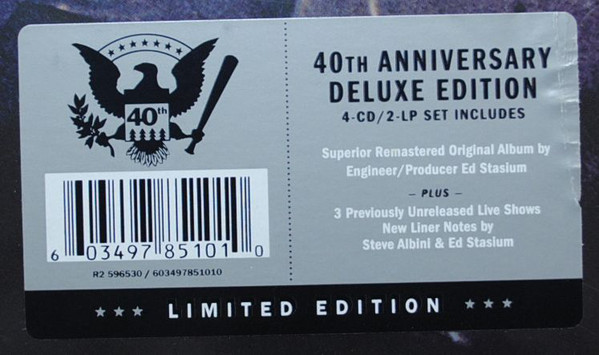 40th
6 03497 85101 0
R2 596530 / 603497851010
40TH ANNIVERSARY
DELUXE EDITION
4-CD/2-LP SET INCLUDES
Superior Remastered Original Album by
Engineer/Producer Ed Stasium
– PLUS –
3 Previously Unreleased Live Shows
New Liner Notes by
Steve Albini & Ed Stasium
★ ★ ★ LIMITED EDITION ★ ★ ★